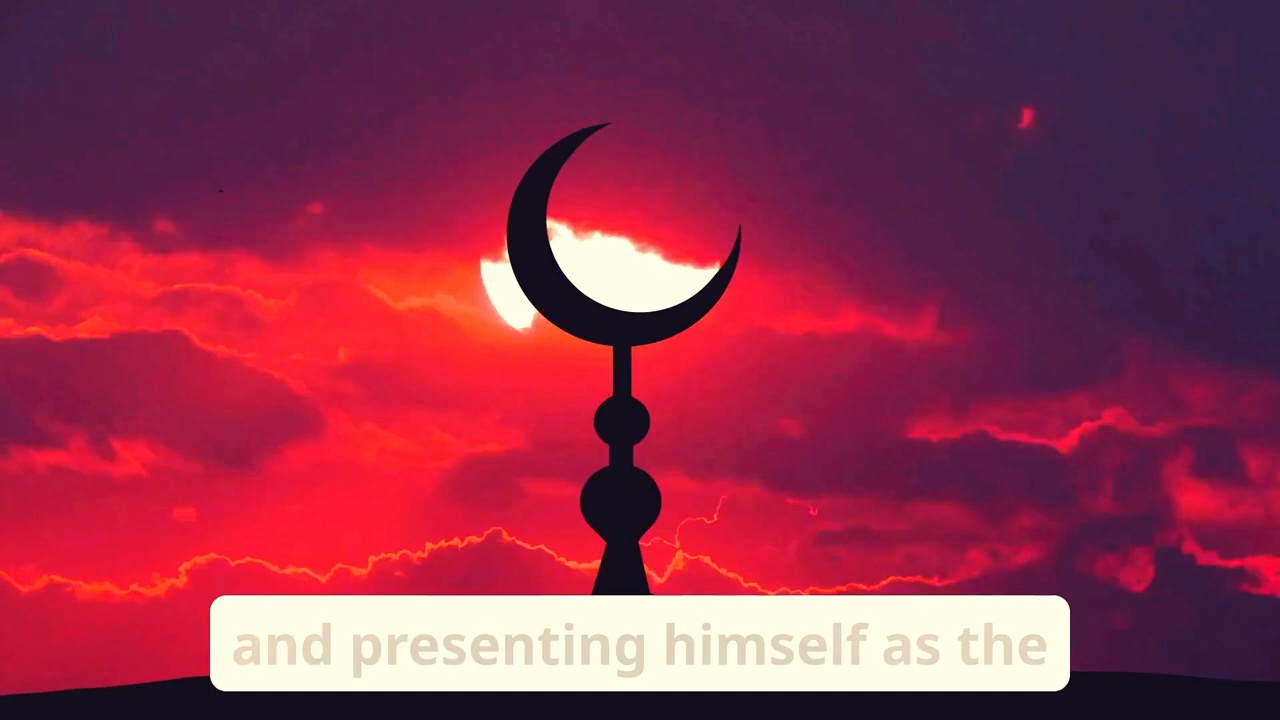 and presenting himself as the